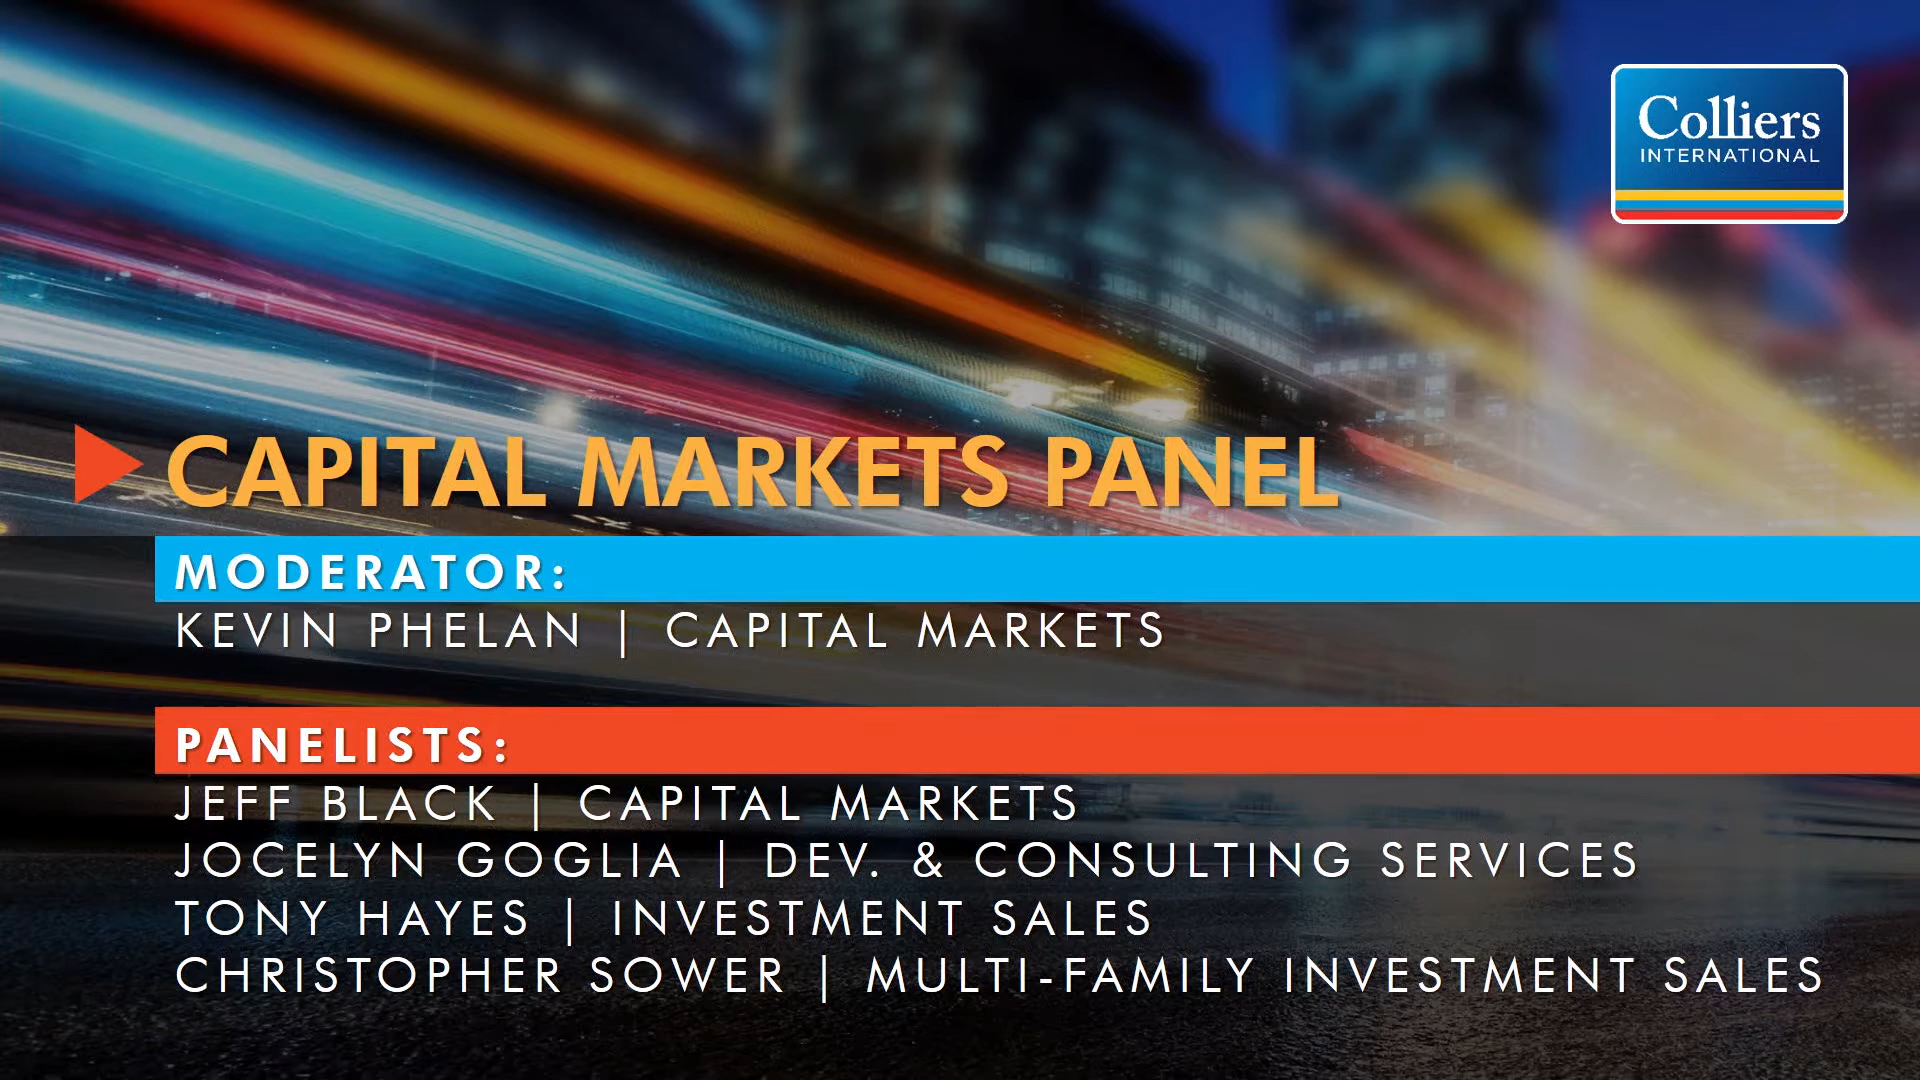 Colliers
INTERNATIONAL
CAPITAL MARKETS PANEL
MODERATOR:
KEVIN PHELAN | CAPITAL MARKETS
PANELISTS:
JEFF BLACK | CAPITAL MARKETS
JOCELYN GOGLIA | DEV. & CONSULTING SERVICES
TONY HAYES | INVESTMENT SALES
CHRISTOPHER SOWER | MULTI-FAMILY INVESTMENT SALES